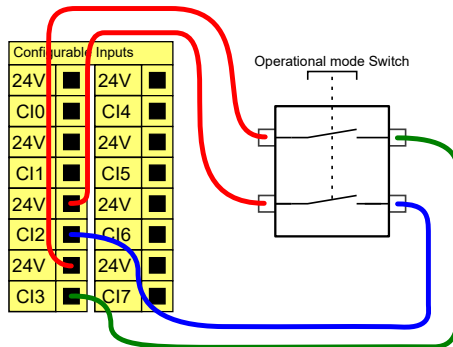 Configurable Inputs
Operational mode Switch
24V 24V
CI0 CI4
24V 24V
CI1 CI5
24V 24V
CI2 CI6
24V 24V
CI3 CI7